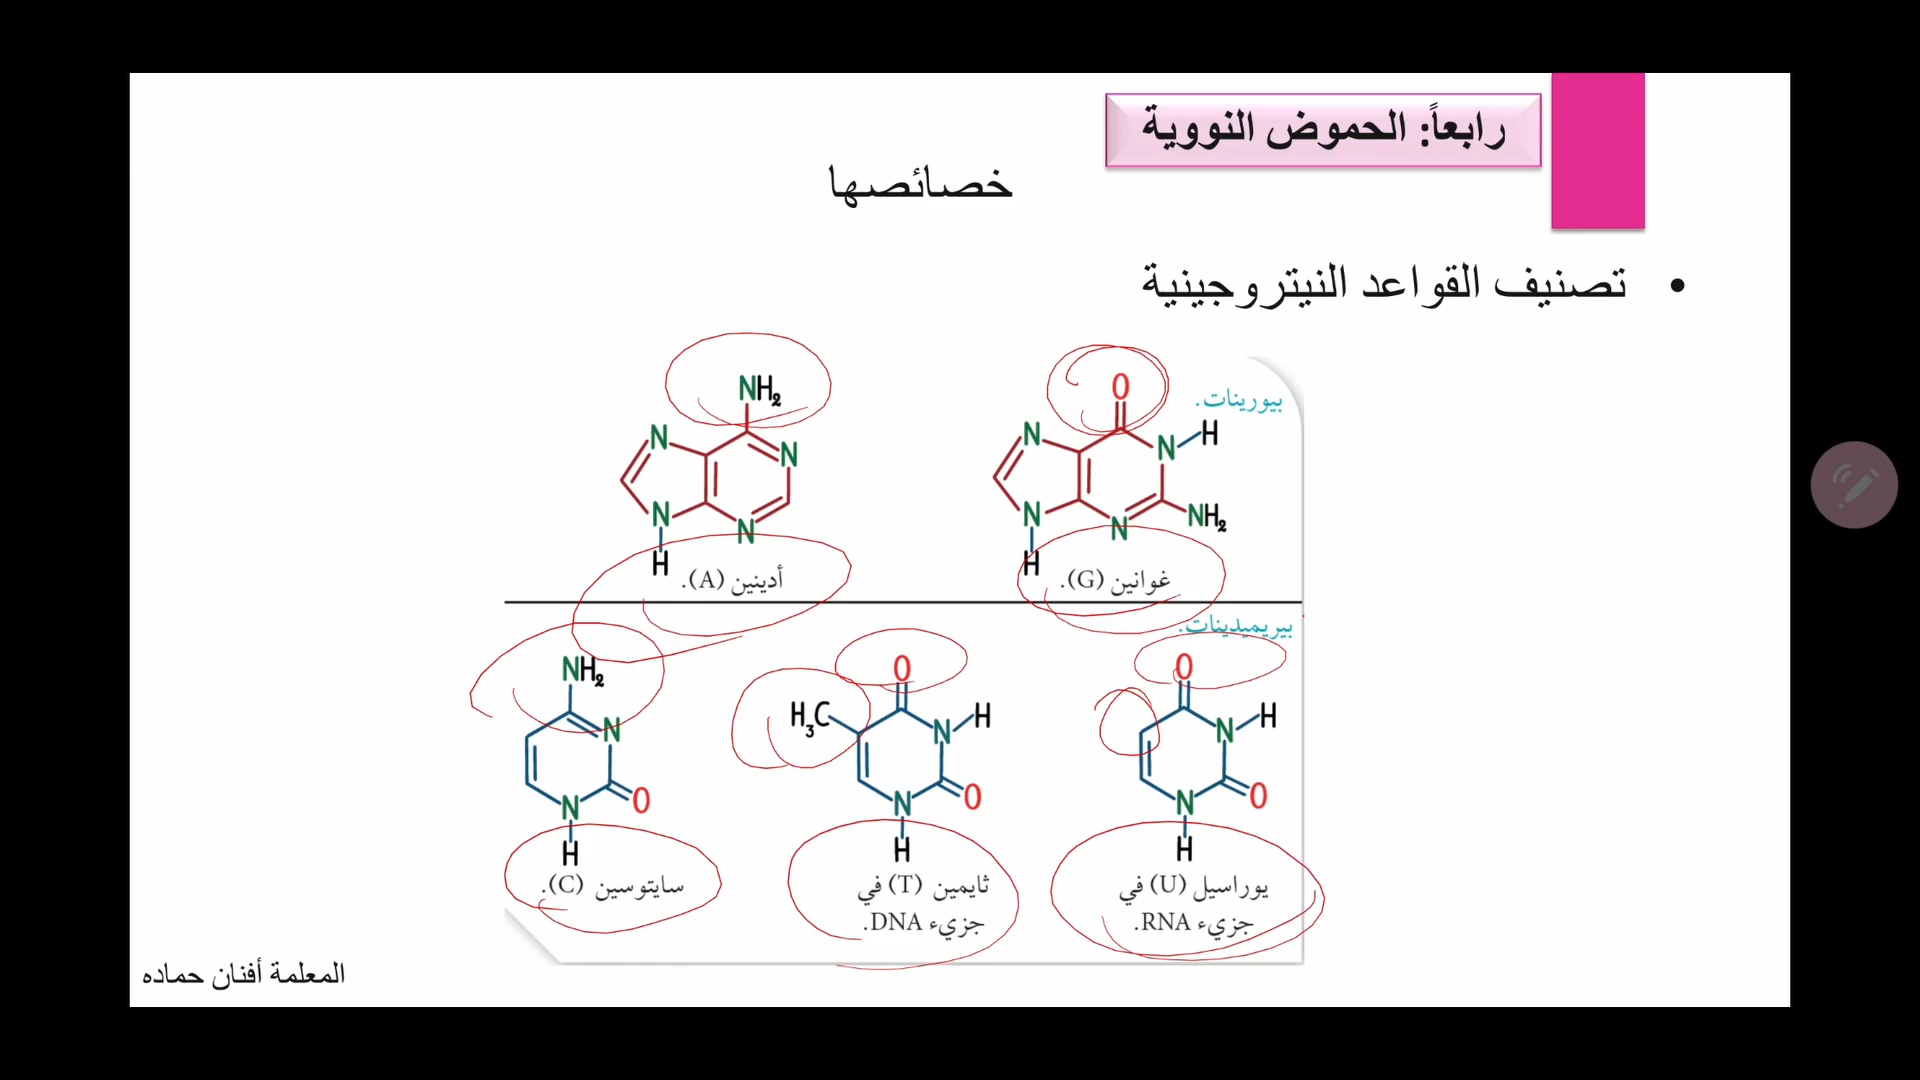 رابعاً: الحموض النووية
خصائصها
• تصنيف القواعد النيتروجينية
بيورينات.
NH2
N
N
N
N
H
أدينين (A).
O
N
H
N
N
N
NH2
H
غوانين (G).
بيريميدينات.
NH2
N
N
O
H
سايتوسين (C).
O
H3C
N
H
N
O
H
ثايمين (T) في
جزيء DNA.
O
N
H
N
O
H
يوراسيل (U) في
جزيء RNA.
المعلمة أفنان حماده